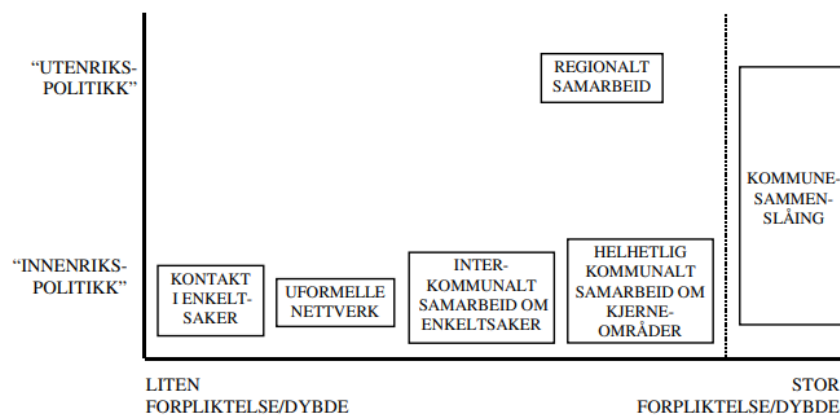 “UTENRIKS-
POLITIKK”
REGIONALT
SAMARBEID
KOMMUNE-
SAMMEN-
SLÅING
“INNENRIKS-
POLITIKK”
KONTAKT
I ENKELT-
SAKER
UFORMELLE
NETTVERK
INTER-
KOMMUNALT
SAMARBEID OM
ENKELTSAKER
HELHETLIG
KOMMUNALT
SAMARBEID OM
KJERNE-
OMRÅDER
LITEN
FORPLIKTELSE/DYBDE
STOR
FORPLIKTELSE/DYBDE